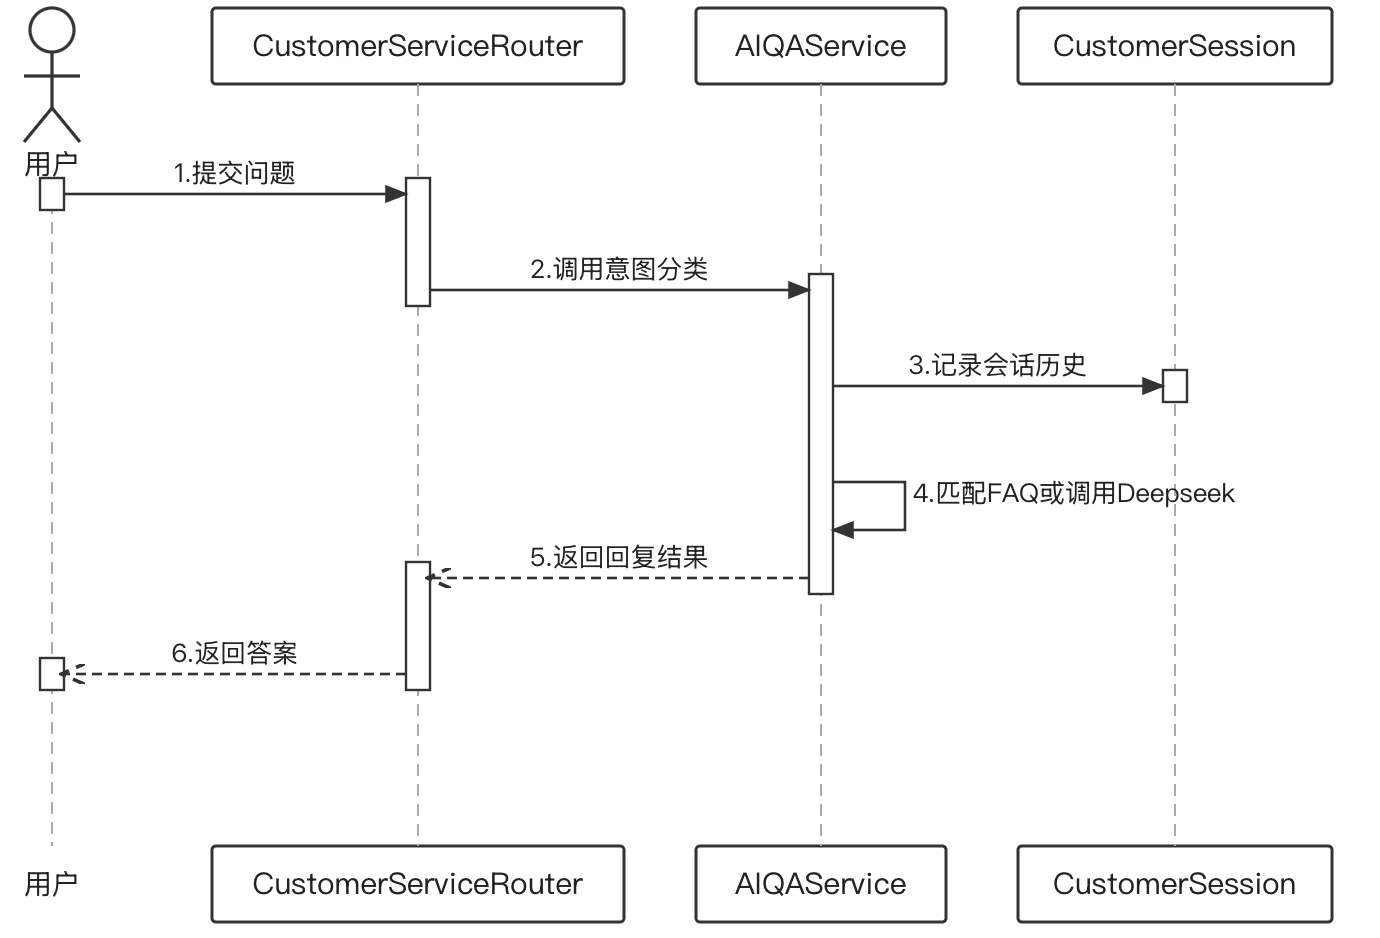 CustomerServiceRouter
AIQAService
CustomerSession
用户
1.提交问题
2.调用意图分类
3.记录会话历史
4.匹配FAQ或调用Deepseek
5.返回回复结果
6.返回答案
用户
CustomerServiceRouter
AIQAService
CustomerSession